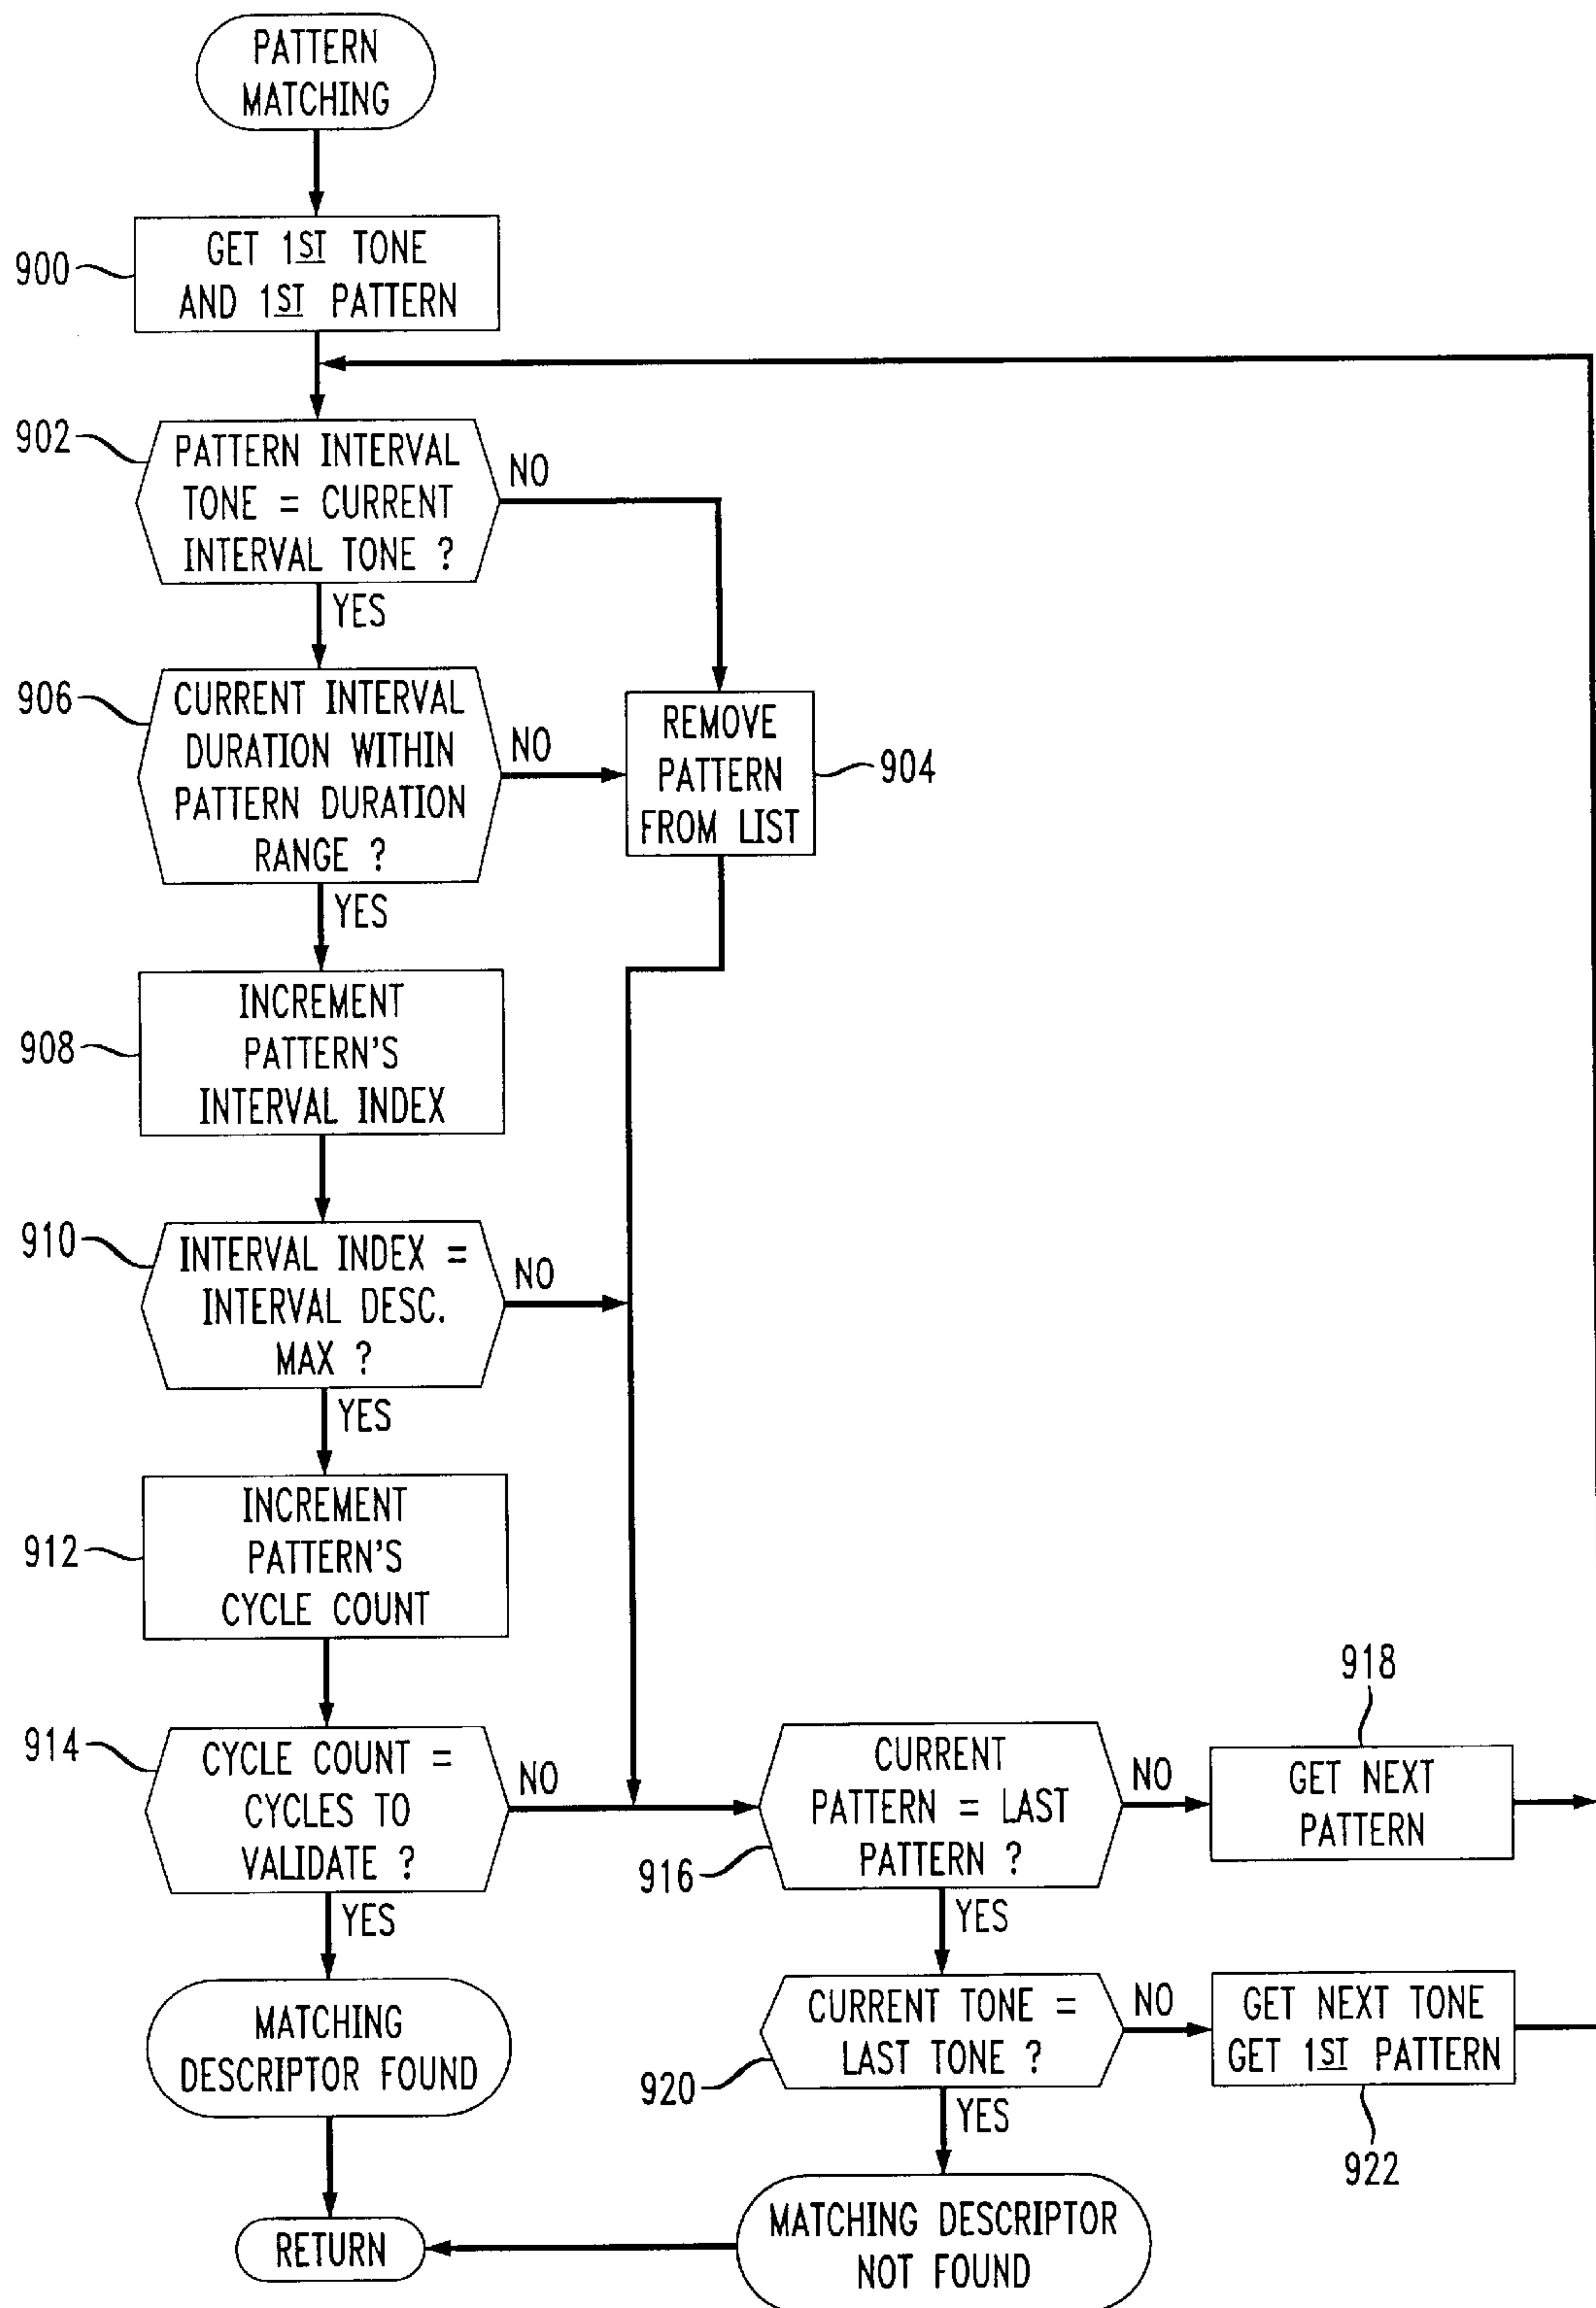 PATTERN
MATCHING
900
GET 1ST TONE
AND 1ST PATTERN
902
PATTERN INTERVAL
TONE = CURRENT
INTERVAL TONE ?
NO
YES
906
CURRENT INTERVAL
DURATION WITHIN
PATTERN DURATION
RANGE ?
NO
REMOVE
PATTERN
FROM LIST
904
YES
908
INCREMENT
PATTERN'S
INTERVAL INDEX
910
INTERVAL INDEX =
INTERVAL DESC.
MAX ?
NO
YES
912
INCREMENT
PATTERN'S
CYCLE COUNT
914
CYCLE COUNT =
CYCLES TO
VALIDATE ?
NO
916
CURRENT
PATTERN = LAST
PATTERN ?
NO
918
GET NEXT
PATTERN
YES
YES
MATCHING
DESCRIPTOR FOUND
920
CURRENT TONE =
LAST TONE ?
NO
GET NEXT TONE
GET 1ST PATTERN
922
YES
RETURN
MATCHING DESCRIPTOR
NOT FOUND